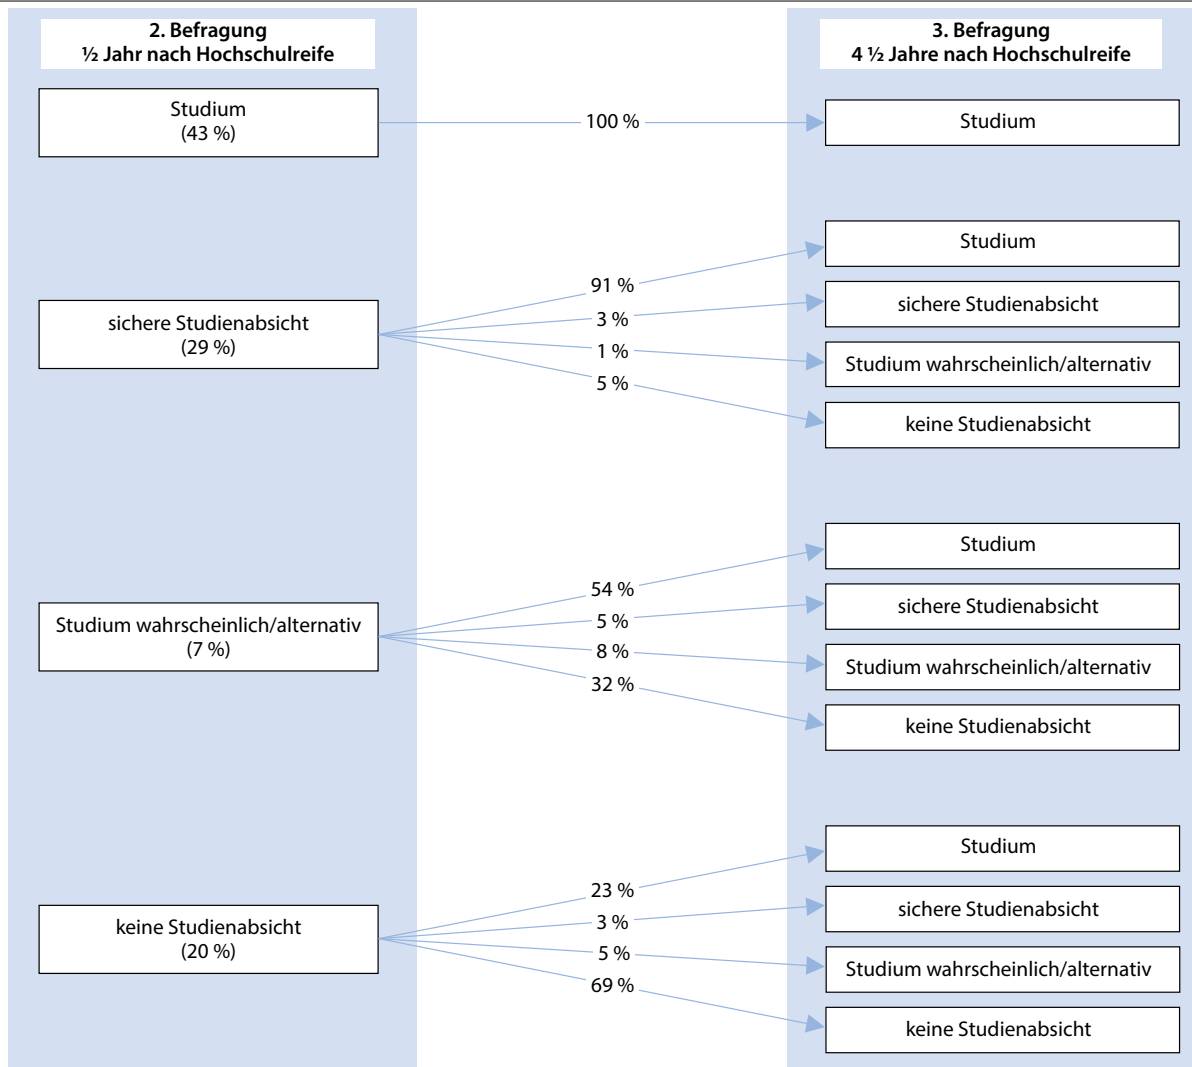 2. Befragung
½ Jahr nach Hochschulreife
3. Befragung
4 ½ Jahre nach Hochschulreife
Studium
(43 %)
100 %
Studium
sichere Studienabsicht
(29 %)
91 %
3 %
1 %
5 %
Studium
sichere Studienabsicht
Studium wahrscheinlich/alternativ
keine Studienabsicht
Studium wahrscheinlich/alternativ
(7 %)
54 %
5 %
8 %
32 %
Studium
sichere Studienabsicht
Studium wahrscheinlich/alternativ
keine Studienabsicht
keine Studienabsicht
(20 %)
23 %
3 %
5 %
69 %
Studium
sichere Studienabsicht
Studium wahrscheinlich/alternativ
keine Studienabsicht